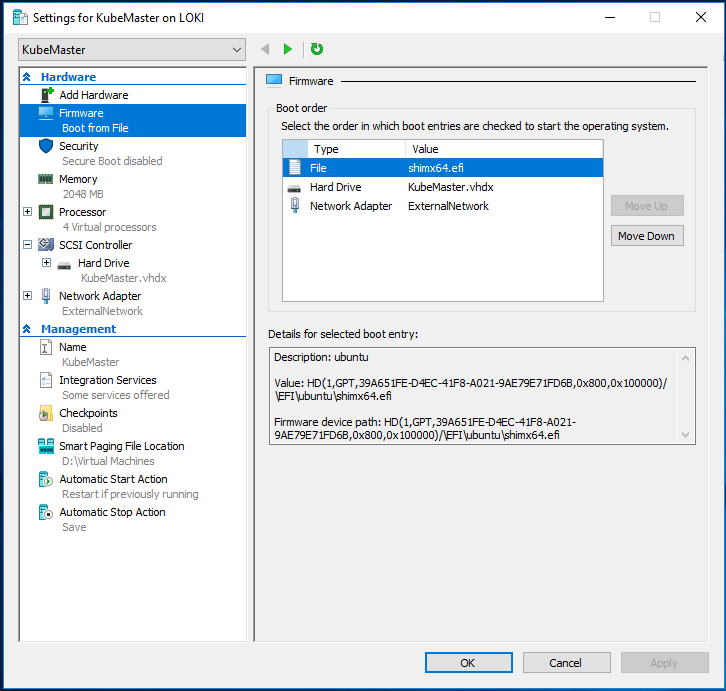 Settings for KubeMaster on LOKI
KubeMaster
Hardware
Add Hardware
Firmware
Boot from File
Security
Secure Boot disabled
Memory
2048 MB
Processor
4 Virtual processors
SCSI Controller
Hard Drive
KubeMaster.vhdx
Network Adapter
ExternalNetwork
Management
Name
KubeMaster
Integration Services
Some services offered
Checkpoints
Disabled
Smart Paging File Location
D:\Virtual Machines
Automatic Start Action
Restart if previously running
Automatic Stop Action
Save
Firmware
Boot order
Select the order in which boot entries are checked to start the operating system.
Type Value
File shimx64.efi
Hard Drive KubeMaster.vhdx
Network Adapter ExternalNetwork
Move Up
Move Down
Details for selected boot entry:
Description: ubuntu
Value: HD(1,GPT,39A651FE-D4EC-41F8-A021-9AE79E71FD6B,0x800,0x100000)/
\EFI\ubuntu\shimx64.efi
Firmware device path: HD(1,GPT,39A651FE-D4EC-41F8-A021-
9AE79E71FD6B,0x800,0x100000)/\EFI\ubuntu\shimx64.efi
OK Cancel Apply